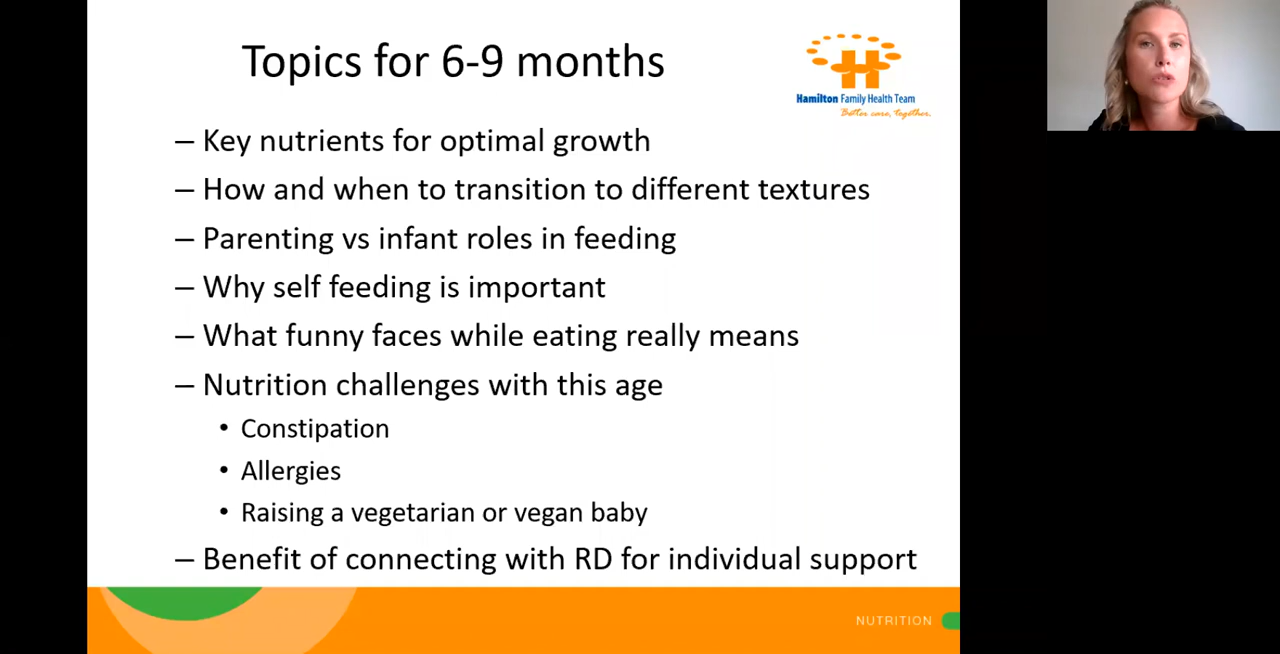 Topics for 6-9 months
Hamilton Family Health Team
Better care, together.
– Key nutrients for optimal growth
– How and when to transition to different textures
– Parenting vs infant roles in feeding
– Why self feeding is important
– What funny faces while eating really means
– Nutrition challenges with this age
• Constipation
• Allergies
• Raising a vegetarian or vegan baby
– Benefit of connecting with RD for individual support
NUTRITION